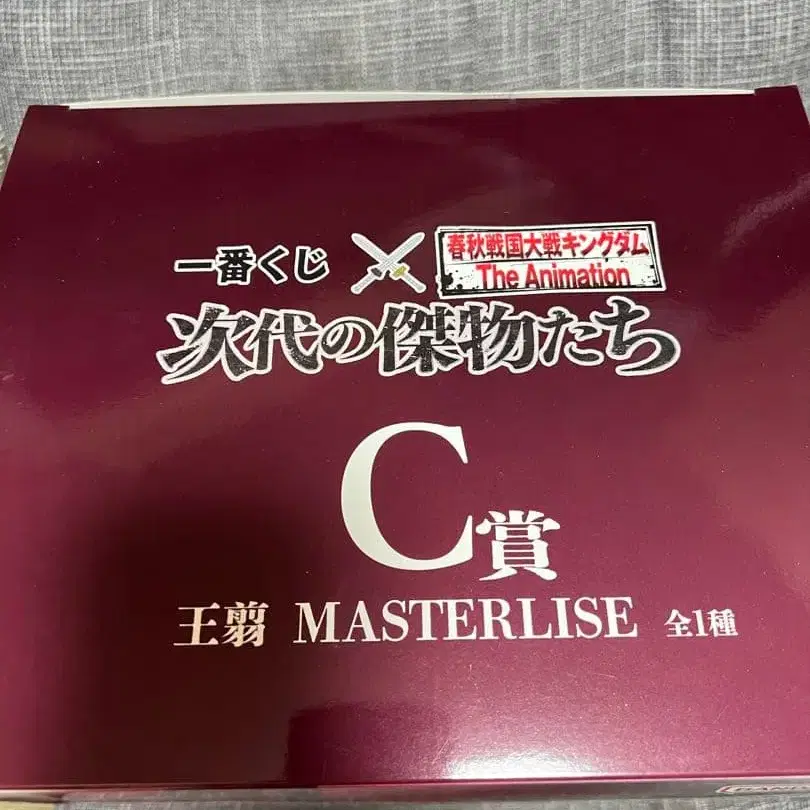 一番くじ 春秋戦国大戦キングダム
The Animation
次代の傑物たち
C賞
王翦 MASTERLISE 全1種